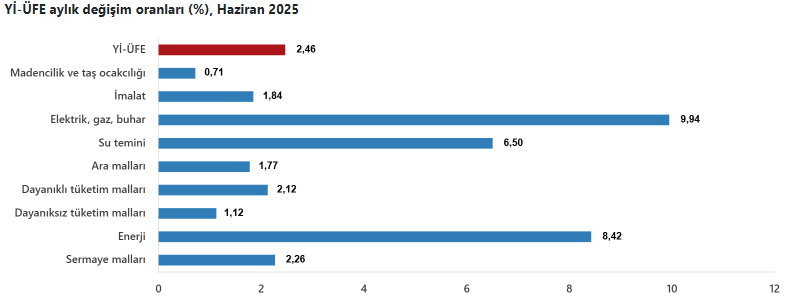 Yİ-ÜFE aylık değişim oranları (%), Haziran 2025
Yİ-ÜFE 2,46
Madencilik ve taş ocakcılığı 0,71
İmalat 1,84
Elektrik, gaz, buhar 9,94
Su temini 6,50
Ara malları 1,77
Dayanıklı tüketim malları 2,12
Dayanıksız tüketim malları 1,12
Enerji 8,42
Sermaye malları 2,26
0 2 4 6 8 10 12